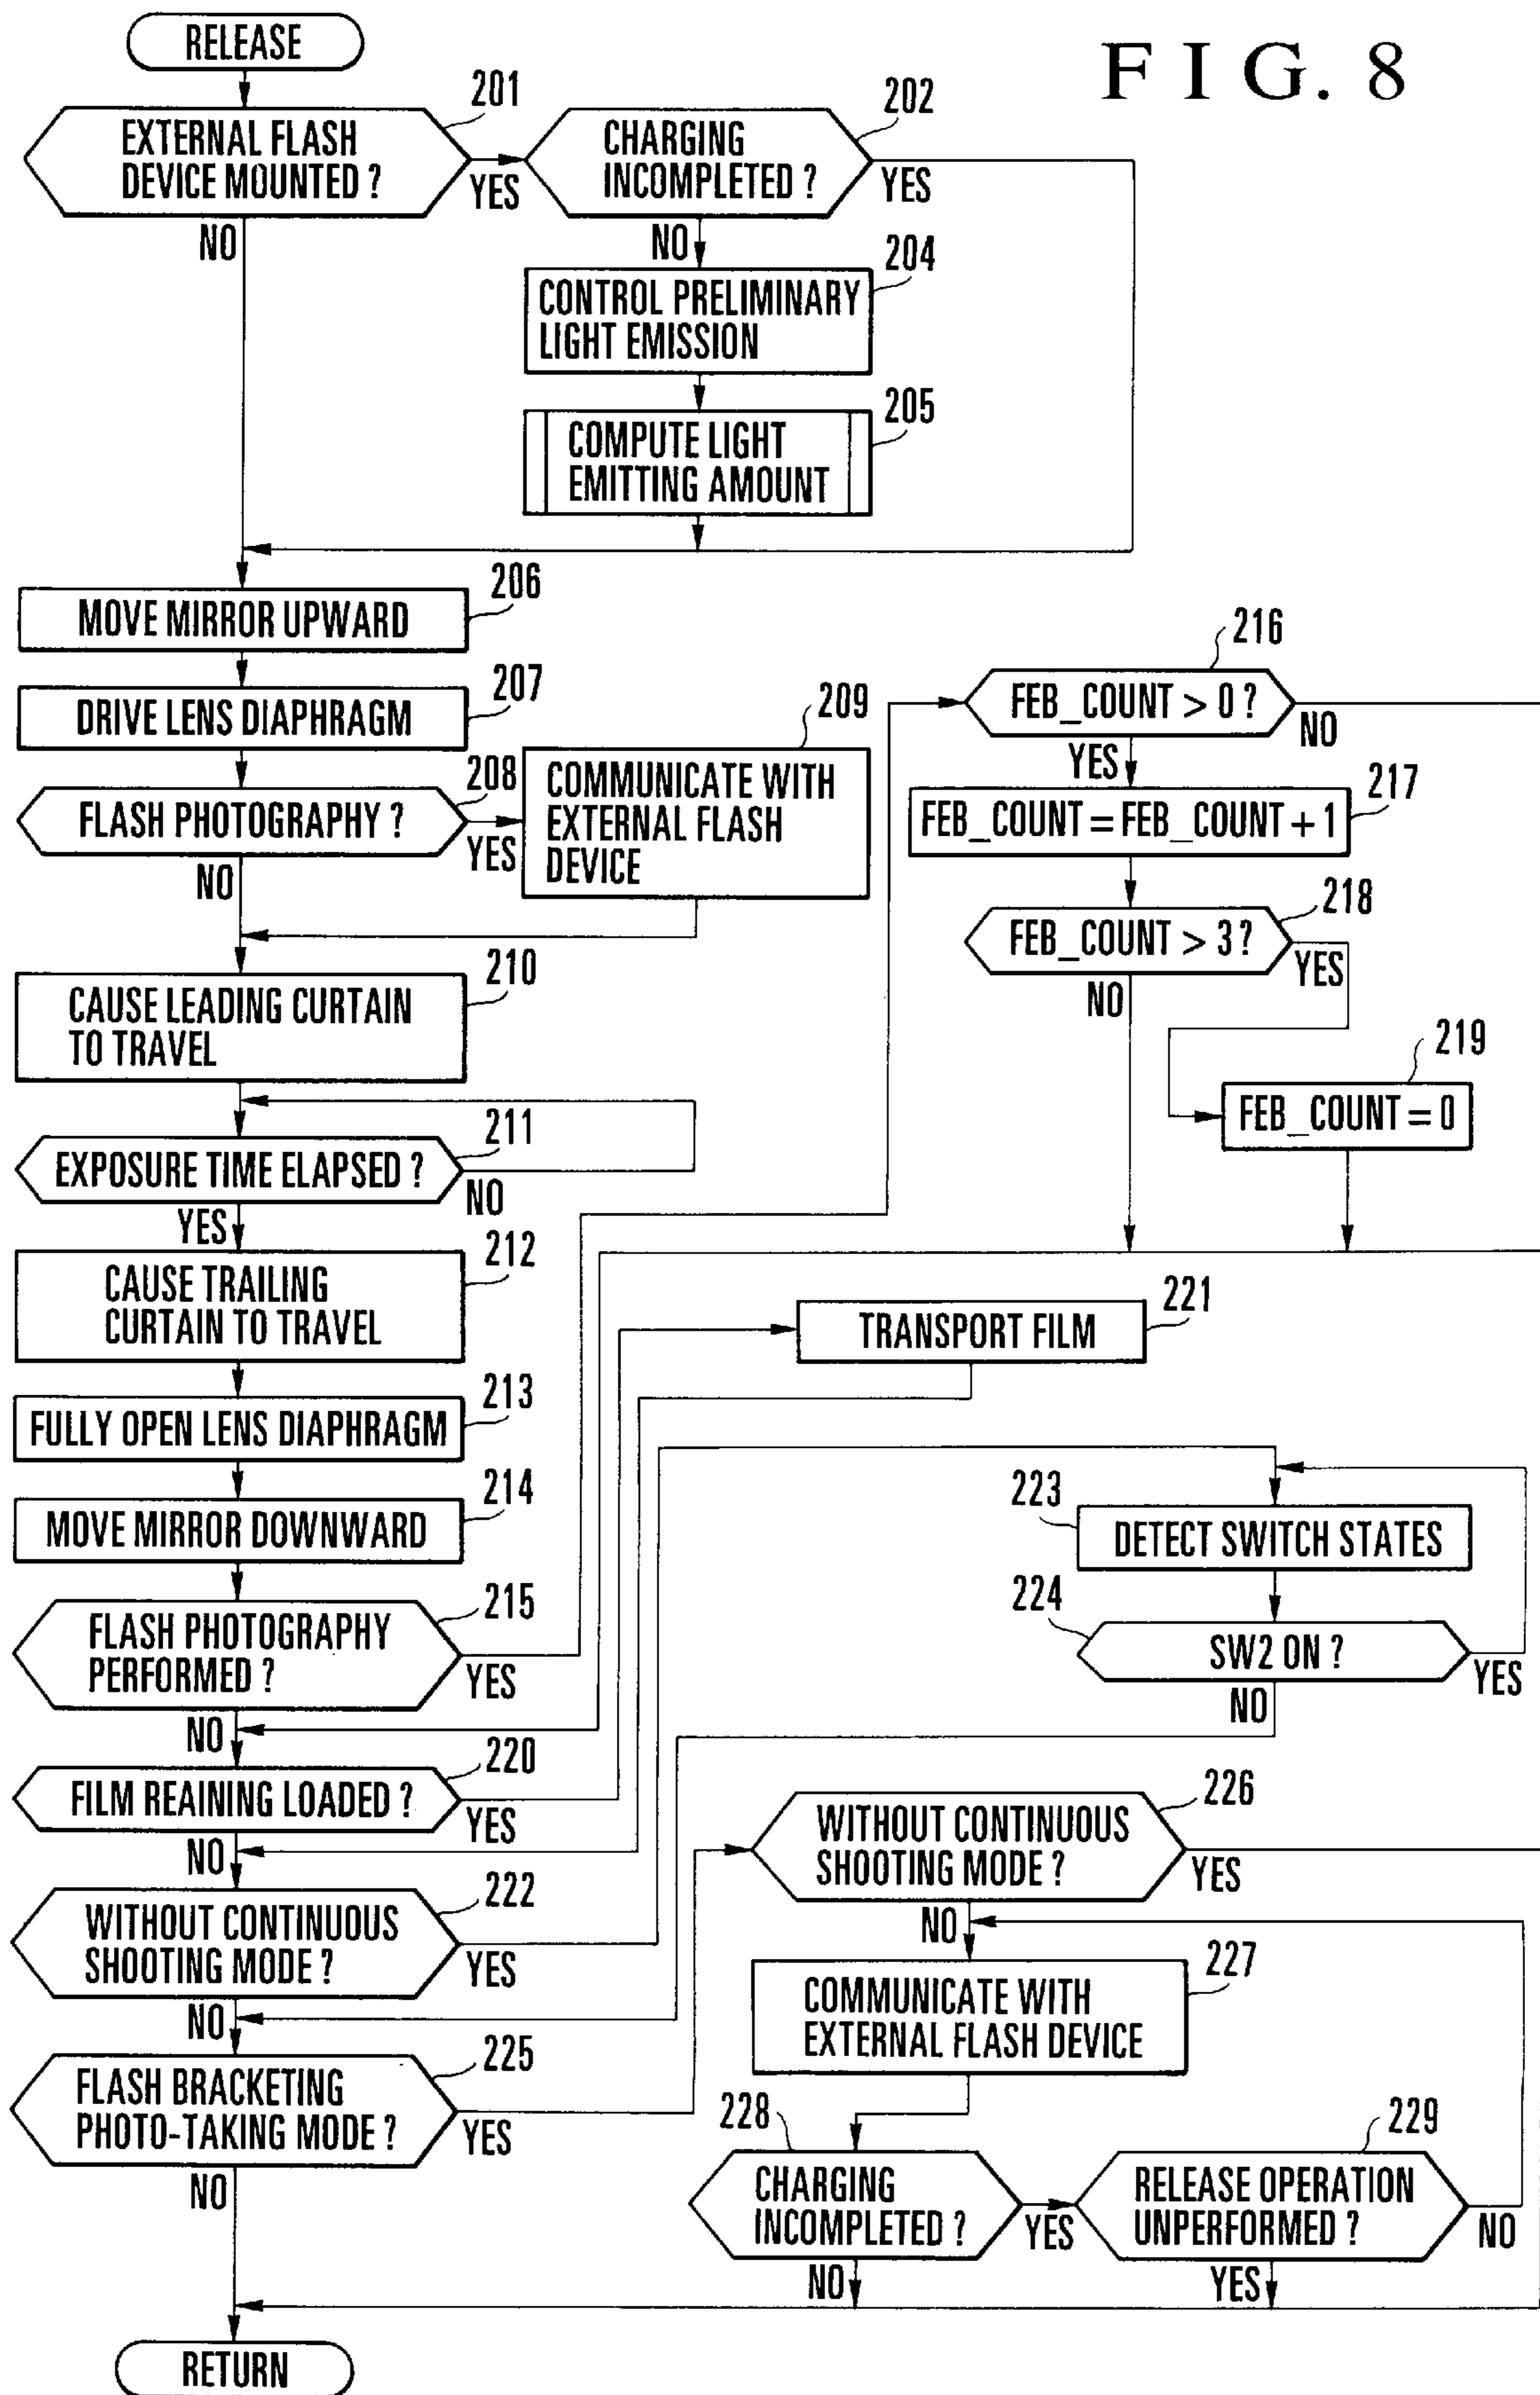 RELEASE
FIG. 8
201
EXTERNAL FLASH
DEVICE MOUNTED ?
YES
NO
202
CHARGING
INCOMPLETED ?
YES
NO
204
CONTROL PRELIMINARY
LIGHT EMISSION
205
COMPUTE LIGHT
EMITTING AMOUNT
206
MOVE MIRROR UPWARD
207
DRIVE LENS DIAPHRAGM
208
FLASH PHOTOGRAPHY ?
YES
NO
209
COMMUNICATE WITH
EXTERNAL FLASH
DEVICE
210
CAUSE LEADING CURTAIN
TO TRAVEL
211
EXPOSURE TIME ELAPSED ?
NO
YES
212
CAUSE TRAILING
CURTAIN TO TRAVEL
213
FULLY OPEN LENS DIAPHRAGM
214
MOVE MIRROR DOWNWARD
215
FLASH PHOTOGRAPHY
PERFORMED ?
YES
NO
216
FEB_COUNT > 0 ?
NO
YES
217
FEB_COUNT = FEB_COUNT + 1
218
FEB_COUNT > 3 ?
YES
NO
219
FEB_COUNT = 0
220
FILM REAINING LOADED ?
YES
NO
221
TRANSPORT FILM
222
WITHOUT CONTINUOUS
SHOOTING MODE ?
YES
NO
223
DETECT SWITCH STATES
224
SW2 ON ?
YES
NO
225
FLASH BRACKETING
PHOTO-TAKING MODE ?
YES
NO
226
WITHOUT CONTINUOUS
SHOOTING MODE ?
YES
NO
227
COMMUNICATE WITH
EXTERNAL FLASH DEVICE
228
CHARGING
INCOMPLETED ?
YES
NO
229
RELEASE OPERATION
UNPERFORMED ?
NO
YES
RETURN